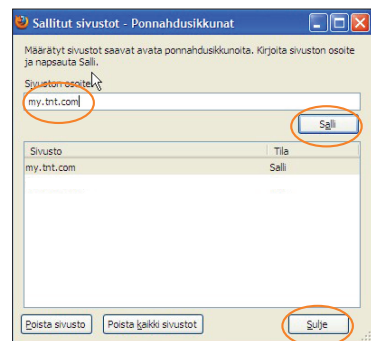 Sallitut sivustot - Ponnahdusikkunat
Määrätyt sivustot saavat avata ponnahdusikkunoita. Kirjoita sivuston osoite
ja napsauta Salli.
Sivuston osoite:
my.tnt.com
Salli
Sivusto Tila
my.tnt.com Salli
Poista sivusto Poista kaikki sivustot Sulje